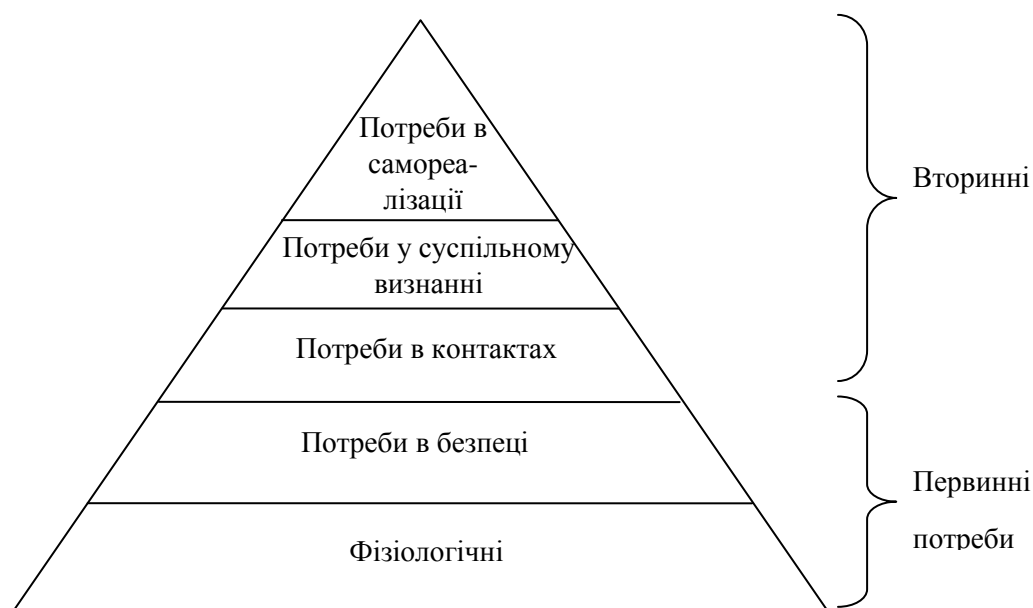 Потреби в
самореа-
лізації
Потреби у суспільному
визнанні
Потреби в контактах
Потреби в безпеці
Фізіологічні
Вторинні
Первинні
потреби